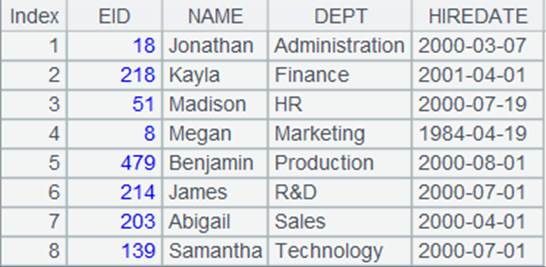 Index EID NAME DEPT HIREDATE
1 18 Jonathan Administration 2000-03-07
2 218 Kayla Finance 2001-04-01
3 51 Madison HR 2000-07-19
4 8 Megan Marketing 1984-04-19
5 479 Benjamin Production 2000-08-01
6 214 James R&D 2000-07-01
7 203 Abigail Sales 2000-04-01
8 139 Samantha Technology 2000-07-01